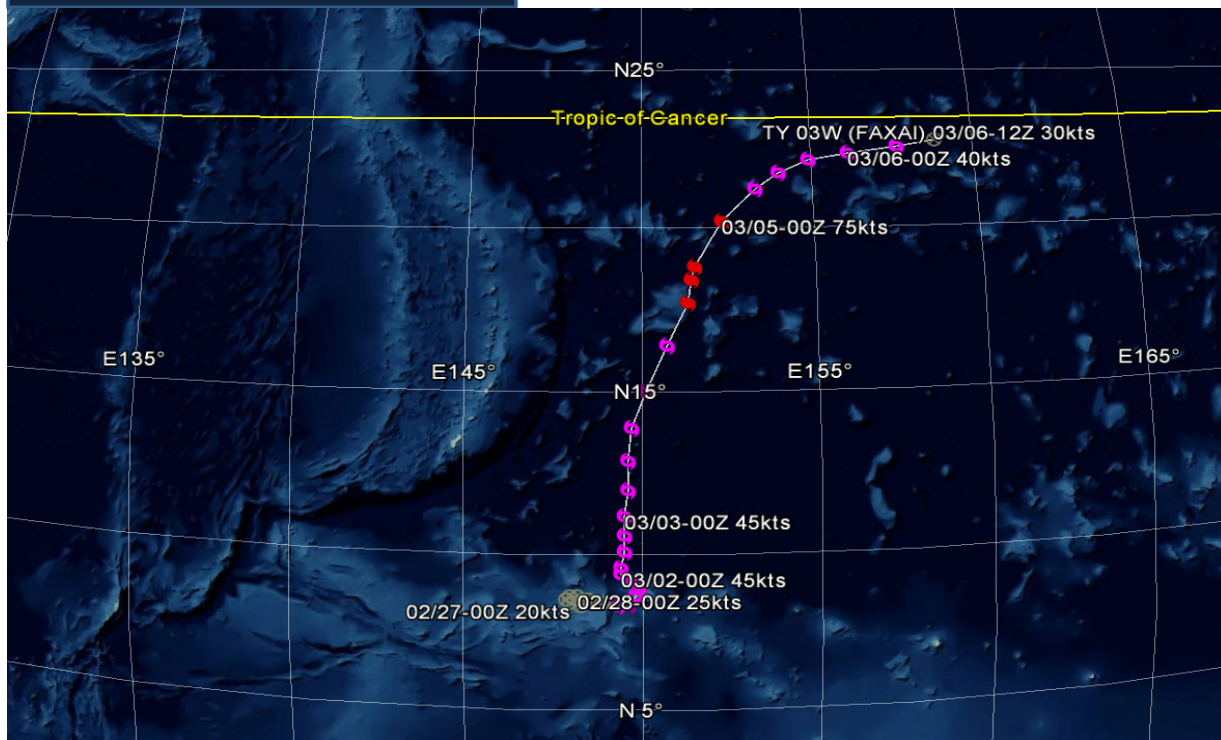 N25°
Tropic of Cancer
TY 03W (FAXAI) 03/06-12Z 30kts
03/06-00Z 40kts
03/05-00Z 75kts
E135°
E145°
N15°
E155°
E165°
03/03-00Z 45kts
03/02-00Z 45kts
02/28-00Z 25kts
02/27-00Z 20kts
N 5°